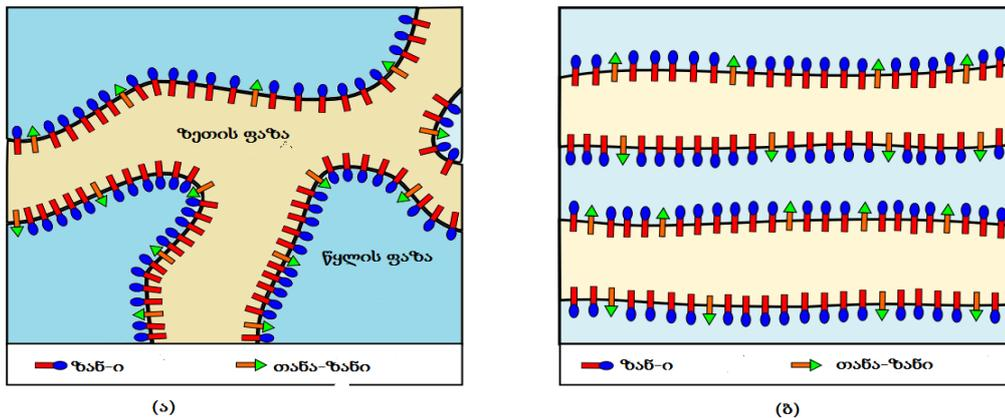 ზეთის ფაზა
წყლის ფაზა
ზან-ი
თანა-ზანი
(ა)
ზან-ი
თანა-ზანი
(ბ)